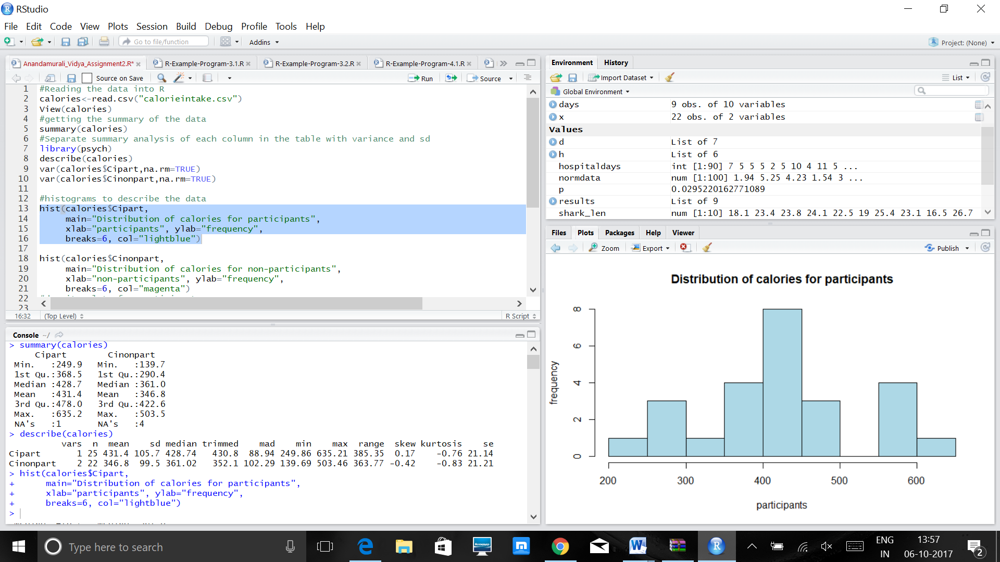 RStudio
File Edit Code View Plots Session Build Debug Profile Tools Help
Go to file/function Addins Project: (None)
Anandamurali_Vidya_Assignment2.R* R-Example-Program-3.1.R R-Example-Program-3.2.R R-Example-Program-4.1.R
Source on Save Run Source
1 #Reading the data into R
2 calories<-read.csv("calorieintake.csv")
3 View(calories)
4 #getting the summary of the data
5 summary(calories)
6 #Separate summary analysis of each column in the table with variance and sd
7 library(psych)
8 describe(calories)
9 var(calories$Cipart,na.rm=TRUE)
10 var(calories$Cinonpart,na.rm=TRUE)
11
12 #histograms to describe the data
13 hist(calories$Cipart,
14 main="Distribution of calories for participants",
15 xlab="participants", ylab="frequency",
16 breaks=6, col="lightblue")
17
18 hist(calories$Cinonpart,
19 main="Distribution of calories for non-participants",
20 xlab="non-participants", ylab="frequency",
21 breaks=6, col="magenta")
22
23
16:32 (Top Level) R Script
Console ~/
> summary(calories)
Cipart Cinonpart
Min. :249.9 Min. :139.7
1st Qu.:368.5 1st Qu.:290.4
Median :428.7 Median :361.0
Mean :431.4 Mean :346.8
3rd Qu.:478.0 3rd Qu.:422.6
Max. :635.2 Max. :503.5
NA's :1 NA's :4
> describe(calories)
vars n mean sd median trimmed mad min max range skew kurtosis se
Cipart 1 25 431.4 105.7 428.74 430.8 88.94 249.86 635.21 385.35 0.17 -0.76 21.14
Cinonpart 2 22 346.8 99.5 361.02 352.1 102.29 139.69 503.46 363.77 -0.42 -0.83 21.21
> hist(calories$Cipart,
+ main="Distribution of calories for participants",
+ xlab="participants", ylab="frequency",
+ breaks=6, col="lightblue")
>
Environment History
Import Dataset List
Global Environment
days 9 obs. of 10 variables
x 22 obs. of 2 variables
Values
d List of 7
h List of 6
hospitaldays int [1:90] 7 5 5 5 2 5 10 4 11 5 ...
normdata num [1:100] 1.94 5.25 4.23 1.54 3 ...
p 0.0295220162771089
results List of 9
shark_len num [1:10] 18.1 23.4 23.8 24.1 22.5 19 25.4 23.1 16.5 26.7
Files Plots Packages Help Viewer
Zoom Export Publish
Distribution of calories for participants
frequency
8
6
4
2
0
200 300 400 500 600
participants
Type here to search
lenovo
ENG
IN
13:57
06-10-2017
2